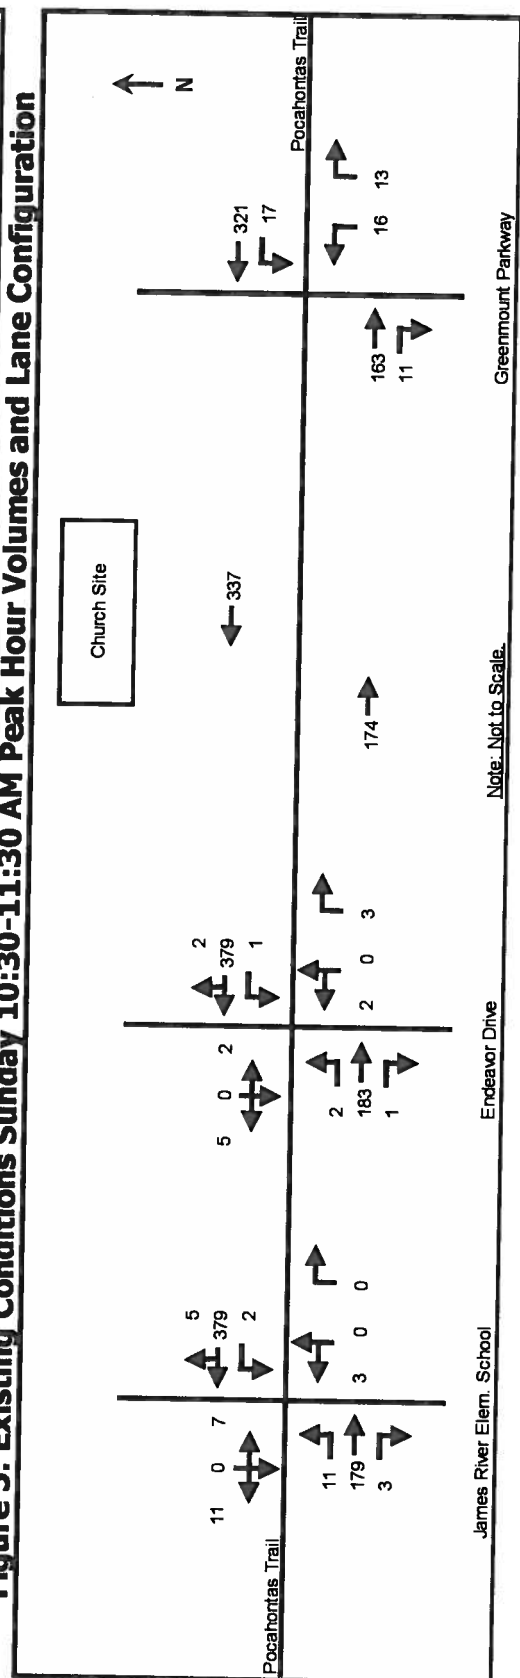 Figure 3: Existing Conditions Sunday 10:30-11:30 AM Peak Hour Volumes and Lane Configuration
N
Church Site
Pocahontas Trail
11 0 7
5
379
2
5 0 2
2
379
1
337
321
17
Pocahontas Trail
11
179
3
3 0 0
2
183
1
2 0 3
174
163
11
16 13
James River Elem. School
Endeavor Drive
Note: Not to Scale.
Greenmount Parkway